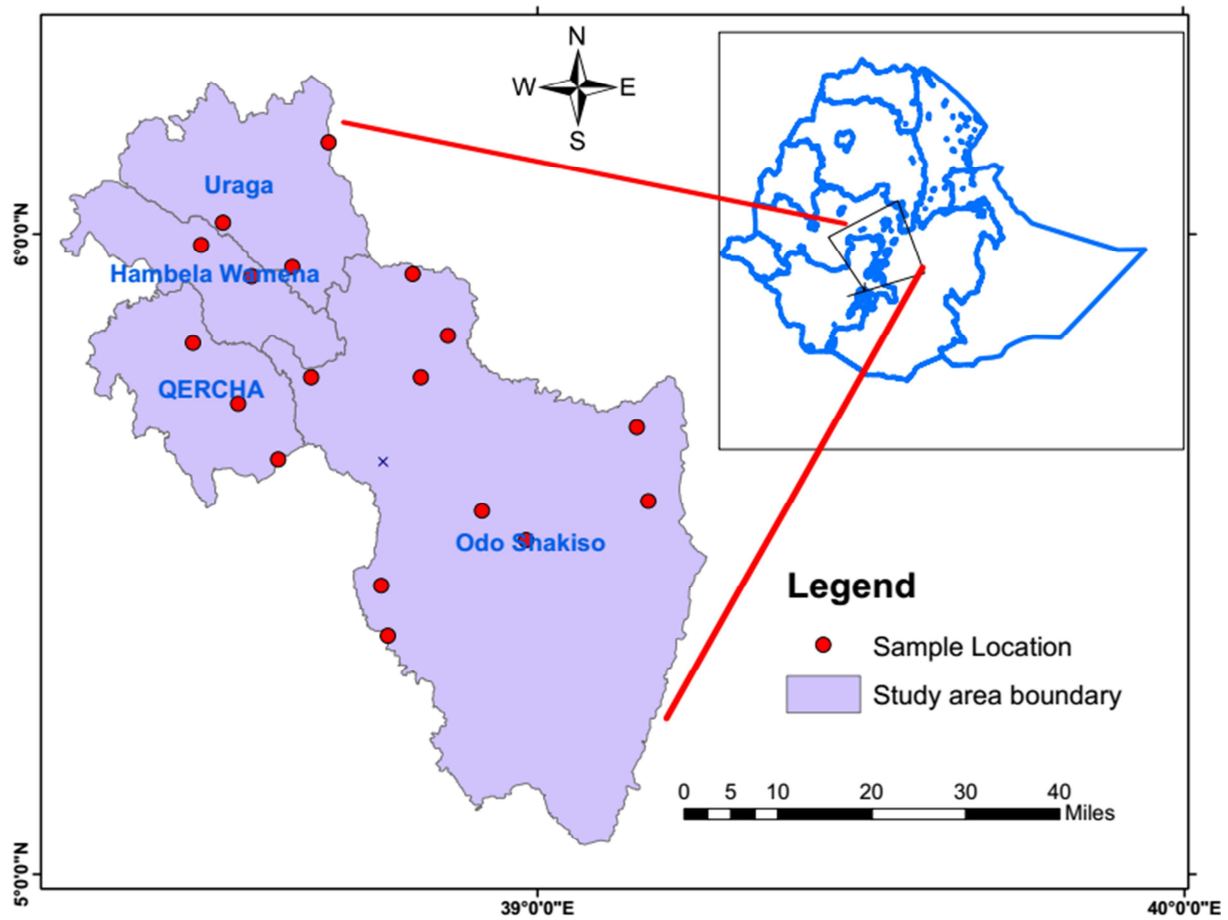 N
W E
S
Uraga
6°0'0"N
Hambela Wamena
QERCHA
Odo Shakiso
Legend
Sample Location
Study area boundary
0 5 10 20 30 40
Miles
5°0'0"N
39°0'0"E
40°0'0"E